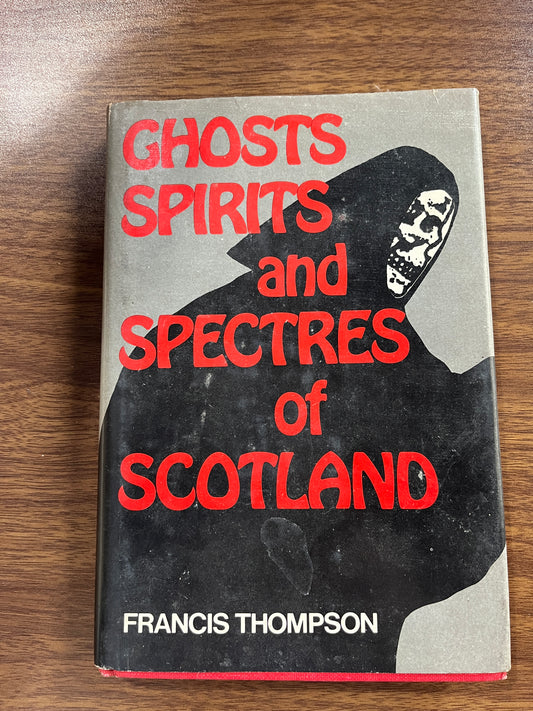 GHOSTS
SPIRITS
and
SPECTRES
of
SCOTLAND
FRANCIS THOMPSON